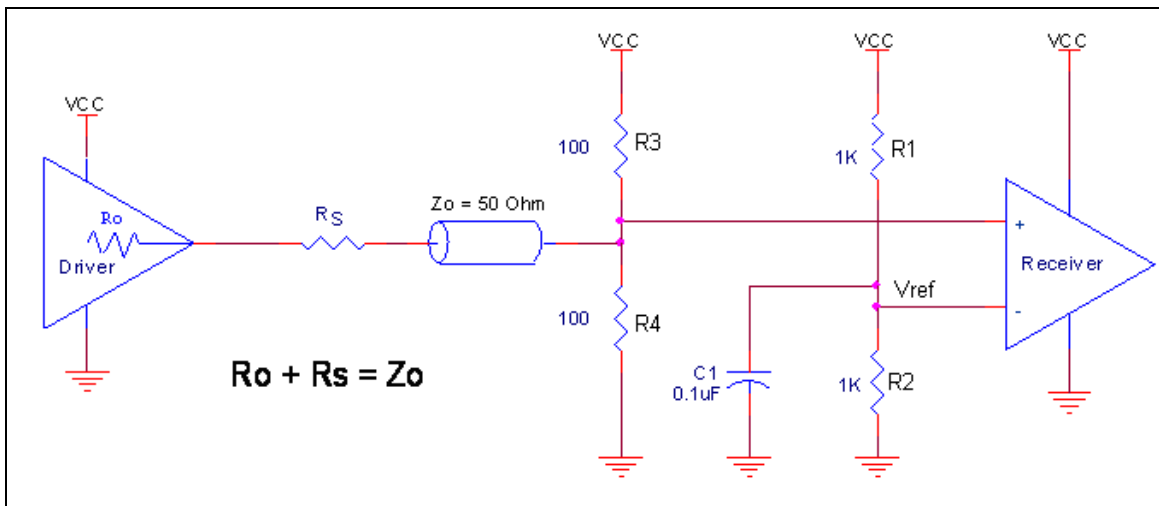 VCC
Ro
Driver
RS
Zo = 50 Ohm
VCC
100
R3
100
R4
VCC
1K
R1
Vref
C1
0.1uF
1K
R2
VCC
+
Receiver
-
Ro + Rs = Zo